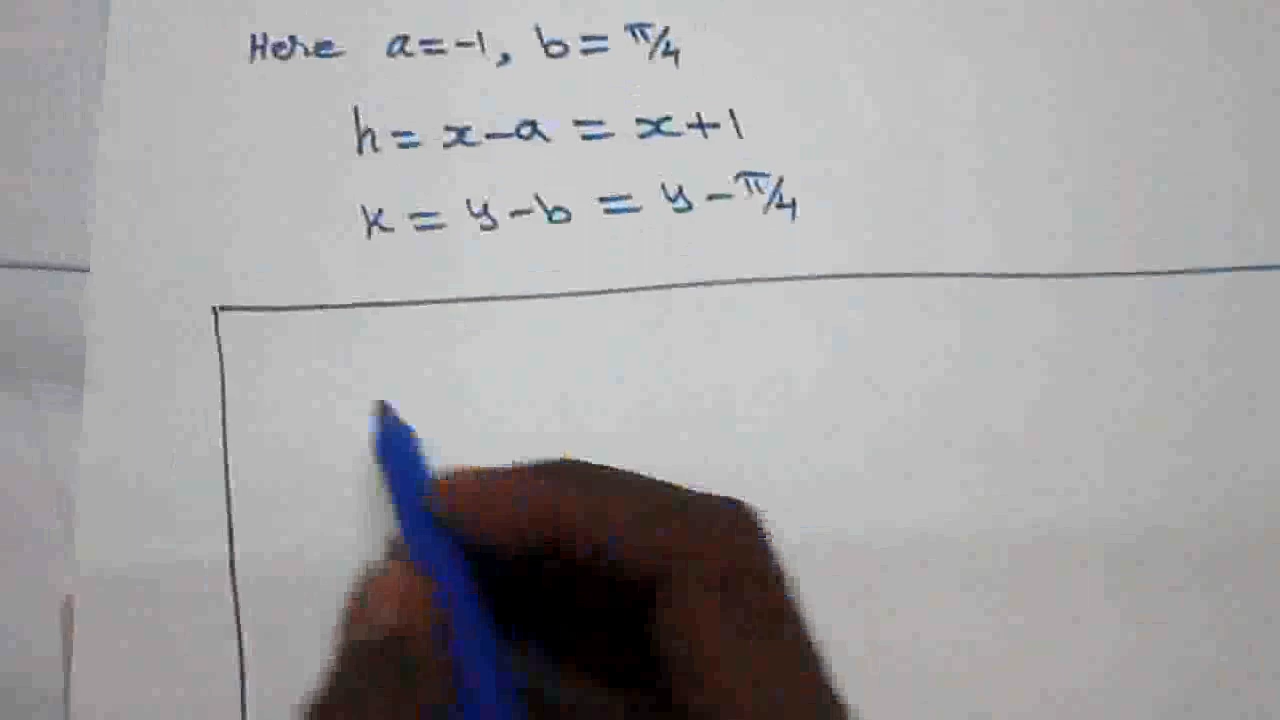 Here a=-1, b=π/4
h=x-a=x+1
k=y-b=y-π/4